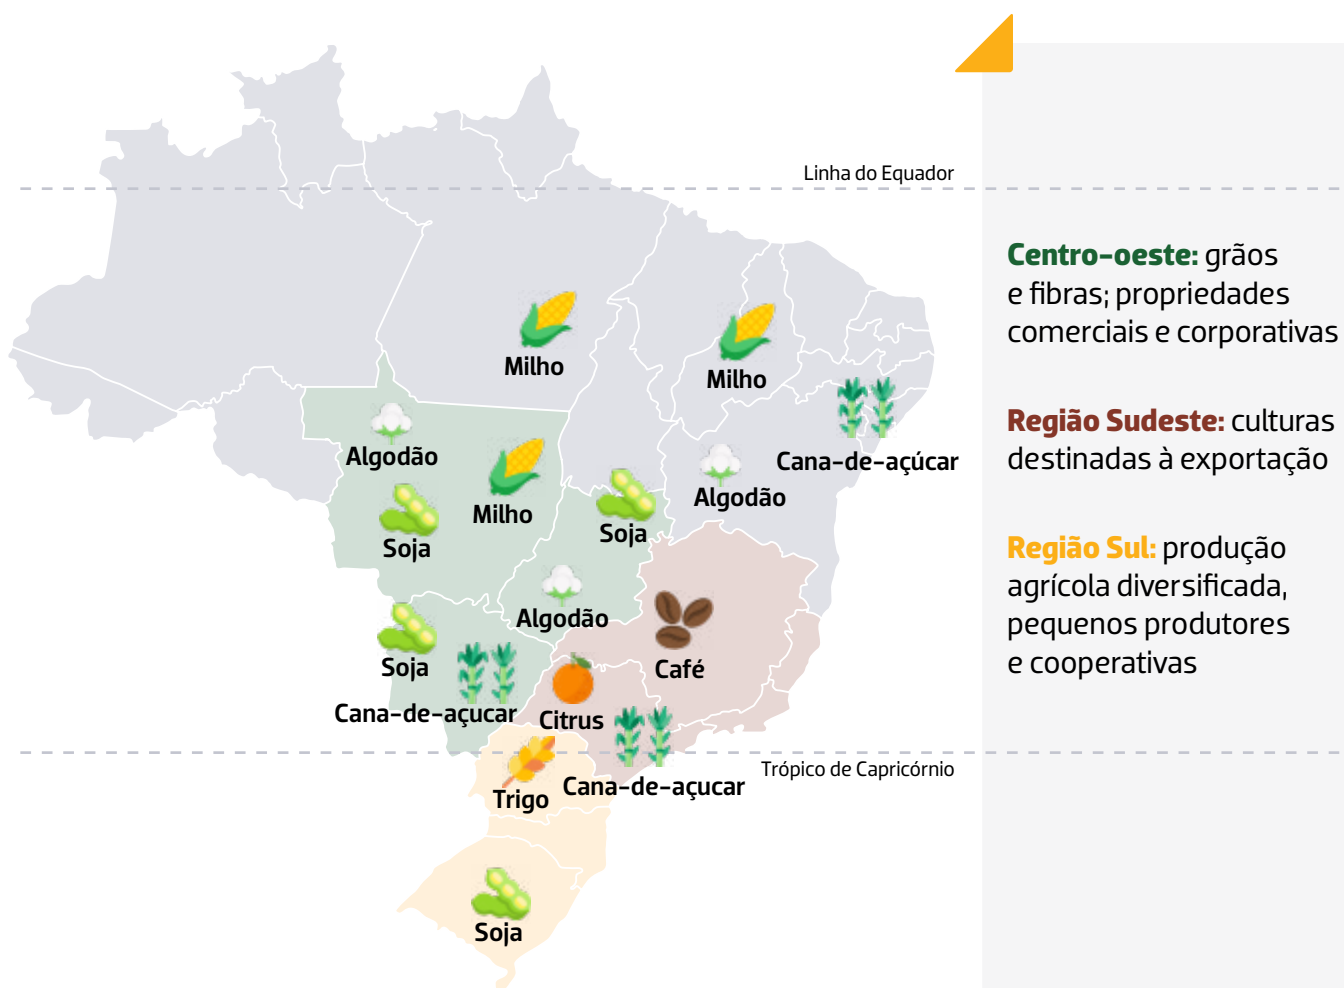 Linha do Equador
Milho
Milho
Algodão
Cana-de-açúcar
Algodão
Milho
Soja
Soja
Algodão
Soja
Café
Cana-de-açucar
Citrus
Trópico de Capricórnio
Cana-de-açucar
Trigo
Soja
Centro-oeste: grãos
e fibras; propriedades
comerciais e corporativas
Região Sudeste: culturas
destinadas à exportação
Região Sul: produção
agrícola diversificada,
pequenos produtores
e cooperativas